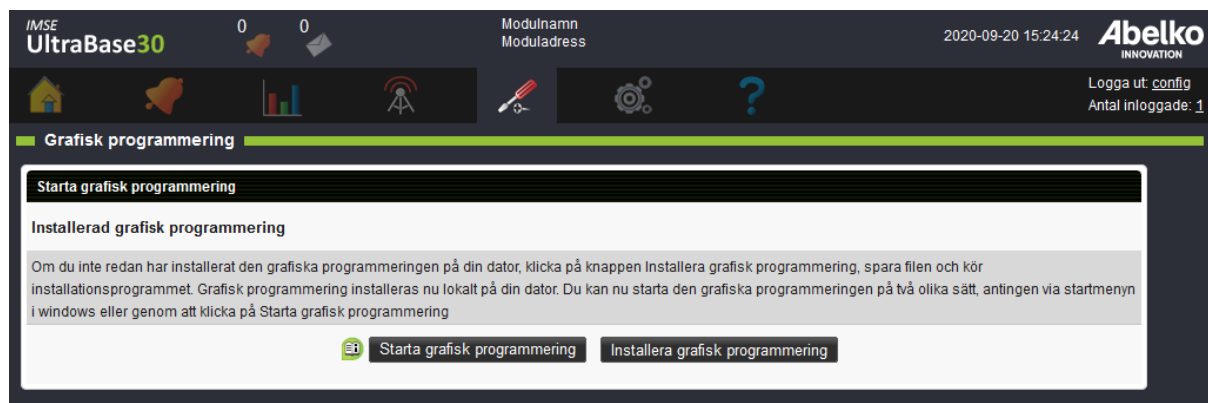 IMSE
UltraBase30
0
0
Modulnamn
Moduladress
2020-09-20 15:24:24
Abelko
INNOVATION
Logga ut: config
Antal inloggade: 1
Grafisk programmering
Starta grafisk programmering
Installerad grafisk programmering
Om du inte redan har installerat den grafiska programmeringen på din dator, klicka på knappen Installera grafisk programmering, spara filen och kör
installationsprogrammet. Grafisk programmering installeras nu lokalt på din dator. Du kan nu starta den grafiska programmeringen på två olika sätt, antingen via startmenyn
i windows eller genom att klicka på Starta grafisk programmering
Starta grafisk programmering
Installera grafisk programmering